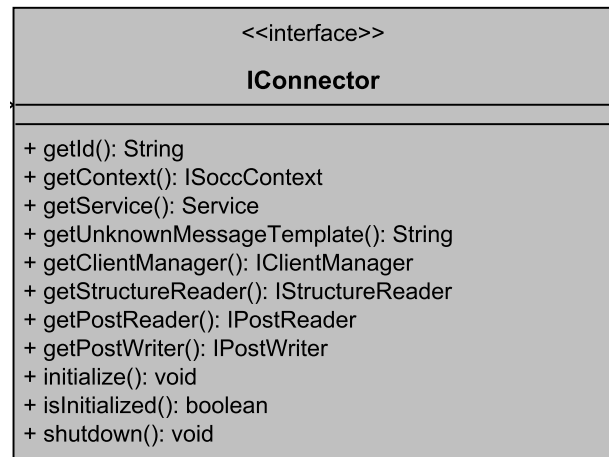 <<interface>>
IConnector
+ getId(): String
+ getContext(): ISoccContext
+ getService(): Service
+ getUnknownMessageTemplate(): String
+ getClientManager(): IClientManager
+ getStructureReader(): IStructureReader
+ getPostReader(): IPostReader
+ getPostWriter(): IPostWriter
+ initialize(): void
+ isInitialized(): boolean
+ shutdown(): void